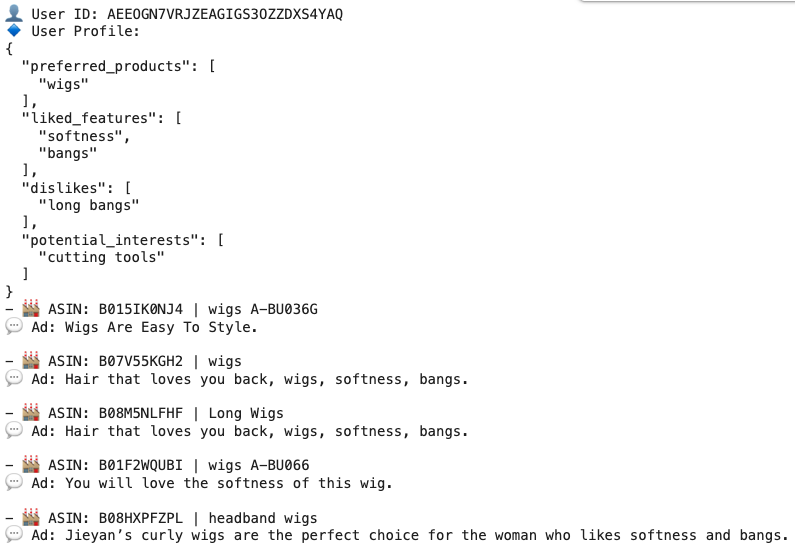 👤 User ID: AEEOGN7VRJZEAGIGS3OZZDXS4YAQ
🔹 User Profile:
{
  "preferred_products": [
    "wigs"
  ],
  "liked_features": [
    "softness",
    "bangs"
  ],
  "dislikes": [
    "long bangs"
  ],
  "potential_interests": [
    "cutting tools"
  ]
}
- 🏭 ASIN: B015IK0NJ4 | wigs A-BU036G
💬 Ad: Wigs Are Easy To Style.
- 🏭 ASIN: B07V55KGH2 | wigs
💬 Ad: Hair that loves you back, wigs, softness, bangs.
- 🏭 ASIN: B08M5NLFHF | Long Wigs
💬 Ad: Hair that loves you back, wigs, softness, bangs.
- 🏭 ASIN: B01F2WQUBI | wigs A-BU066
💬 Ad: You will love the softness of this wig.
- 🏭 ASIN: B08HXPFZPL | headband wigs
💬 Ad: Jieyan’s curly wigs are the perfect choice for the woman who likes softness and bangs.